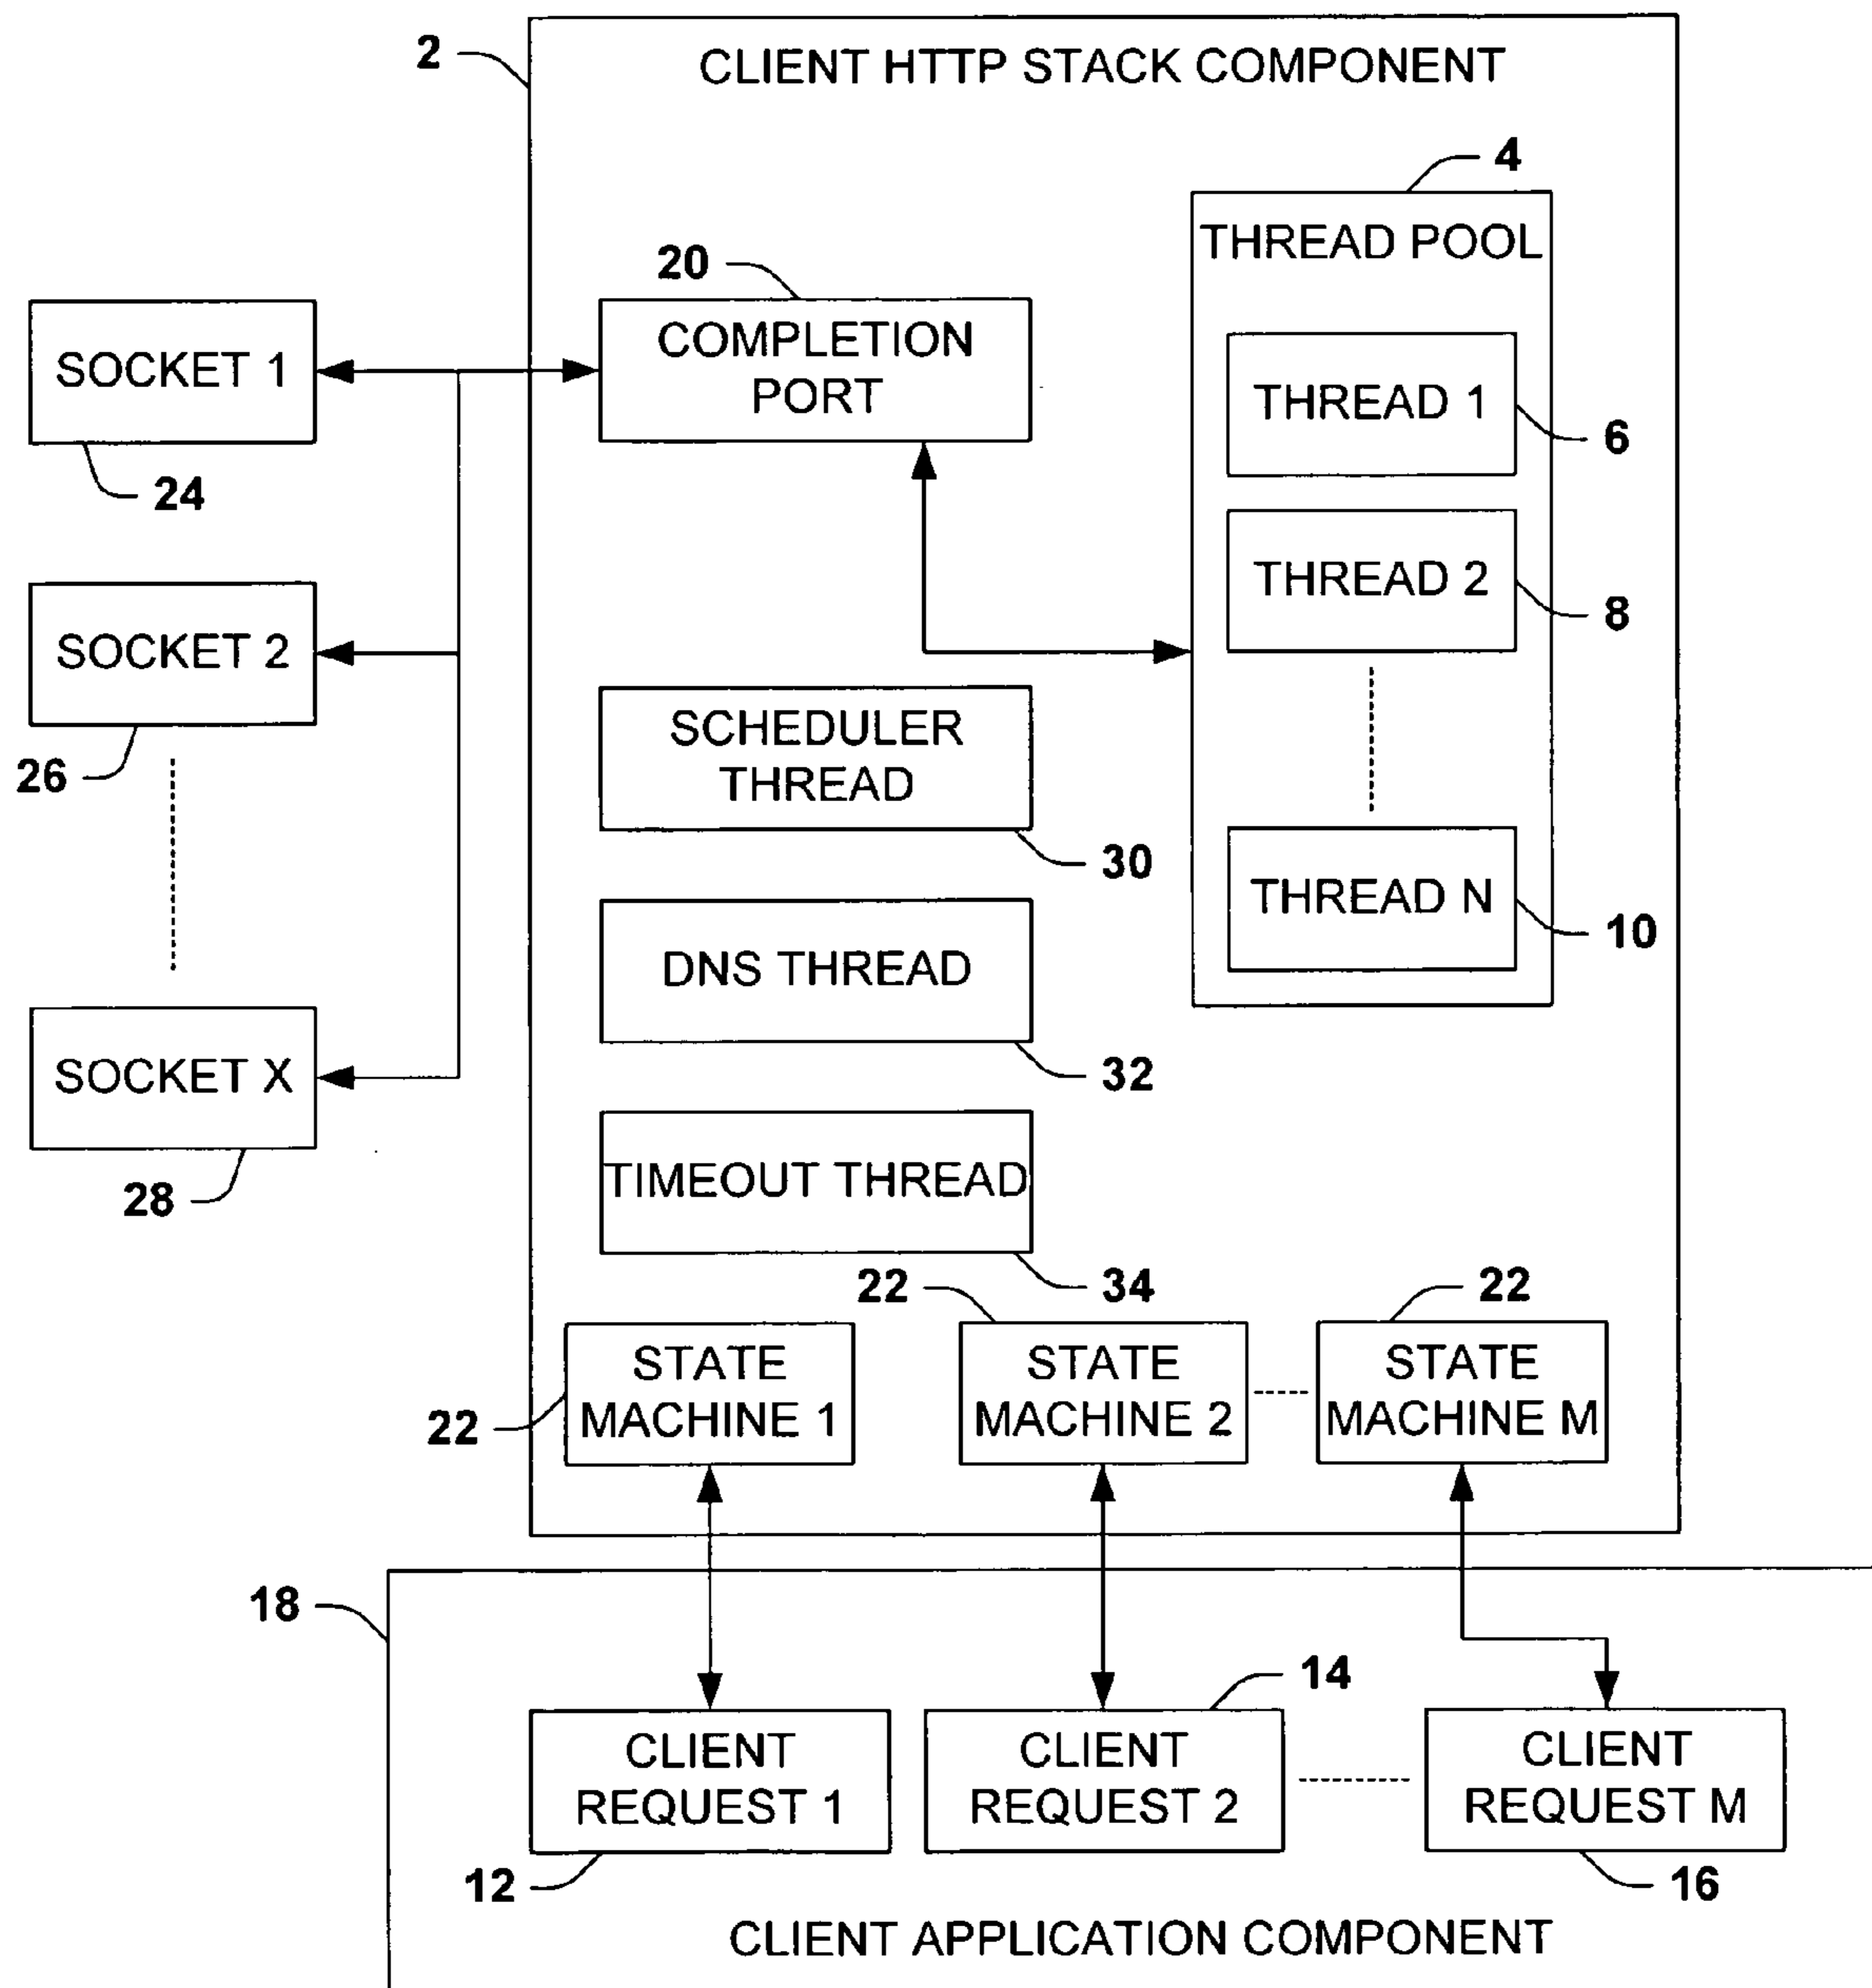 2
CLIENT HTTP STACK COMPONENT
4
THREAD POOL
20
COMPLETION
PORT
SOCKET 1
24
THREAD 1
6
THREAD 2
8
SOCKET 2
26
SCHEDULER
THREAD
30
THREAD N
10
DNS THREAD
32
SOCKET X
28
TIMEOUT THREAD
34
22
STATE
MACHINE 1
22
STATE
MACHINE 2
22
STATE
MACHINE M
18
CLIENT
REQUEST 1
12
14
CLIENT
REQUEST 2
CLIENT
REQUEST M
16
CLIENT APPLICATION COMPONENT